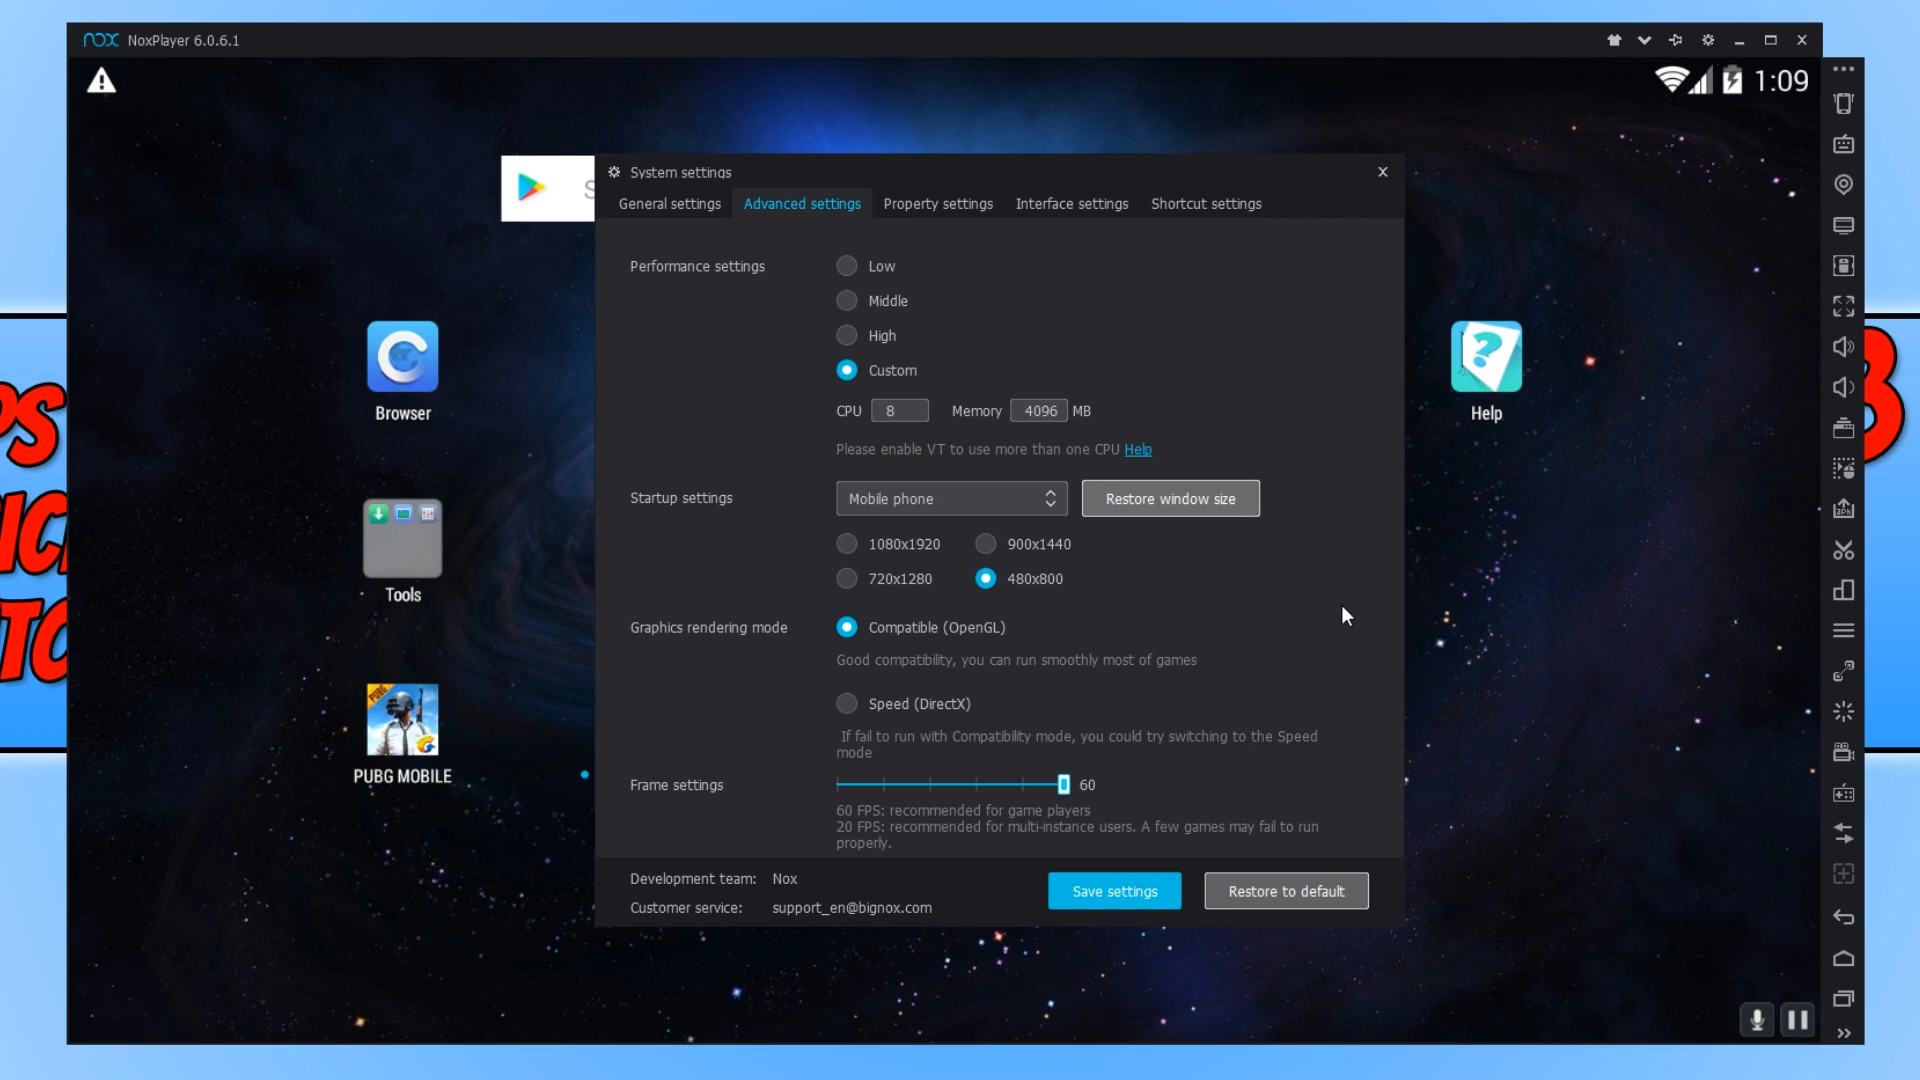 nox NoxPlayer 6.0.6.1
1:09
System settings
General settings Advanced settings Property settings Interface settings Shortcut settings
Performance settings Low
Middle
High
Custom
CPU 8 Memory 4096 MB
Please enable VT to use more than one CPU Help
Startup settings Mobile phone Restore window size
1080x1920 900x1440
720x1280 480x800
Graphics rendering mode Compatible (OpenGL)
Good compatibility, you can run smoothly most of games
Speed (DirectX)
If fail to run with Compatibility mode, you could try switching to the Speed
mode
Frame settings 60
60 FPS: recommended for game players
20 FPS: recommended for multi-instance users. A few games may fail to run
properly.
Development team: Nox
Customer service: support_en@bignox.com
Save settings Restore to default
Browser
Tools
PUBG
PUBG MOBILE
Help